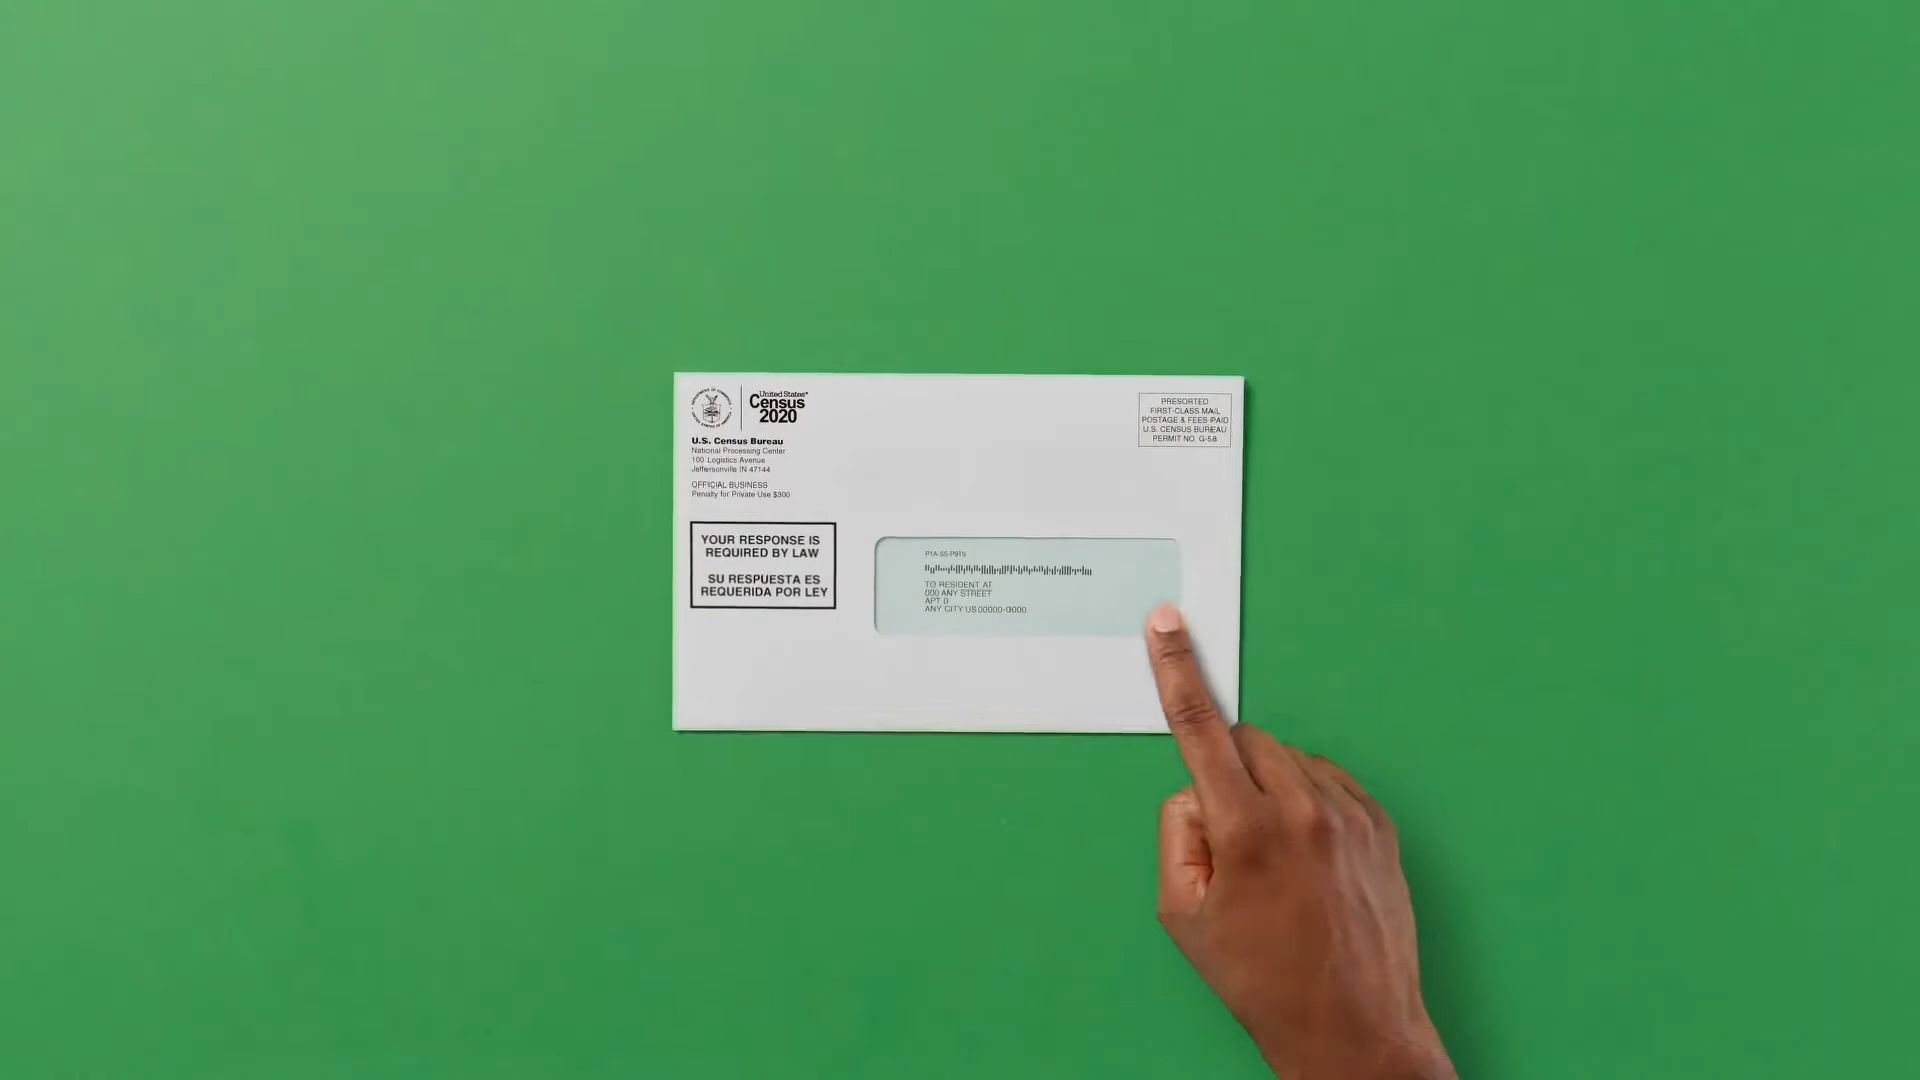 United States®
Census
2020
U.S. Census Bureau
National Processing Center
100 Logistics Avenue
Jeffersonville IN 47144
OFFICIAL BUSINESS
Penalty for Private Use $300
PRESORTED
FIRST-CLASS MAIL
POSTAGE & FEES PAID
U.S. CENSUS BUREAU
PERMIT NO. G-58
YOUR RESPONSE IS
REQUIRED BY LAW
SU RESPUESTA ES
REQUERIDA POR LEY
TO RESIDENT AT
000 ANY STREET
APT 0
ANY CITY US 00000-0000